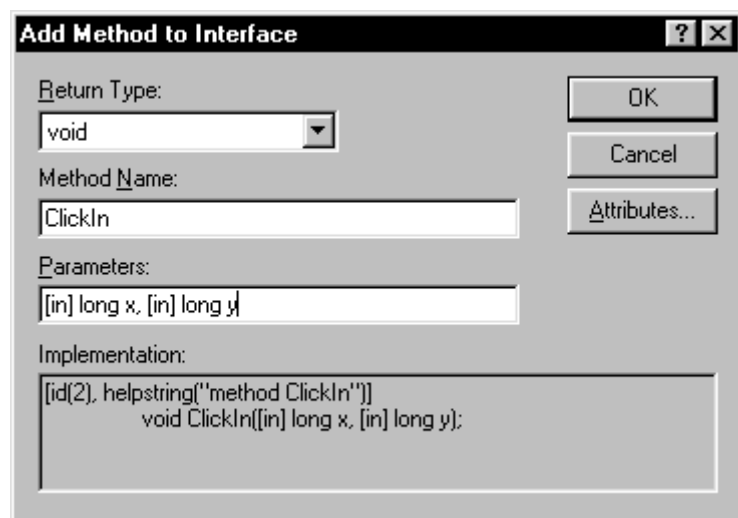 Add Method to Interface
?
Return Type:
OK
void
Cancel
Method Name:
ClickIn
Attributes...
Parameters:
[in] long x, [in] long y
Implementation:
[id(2), helpstring("method ClickIn")]
void ClickIn([in] long x, [in] long y);